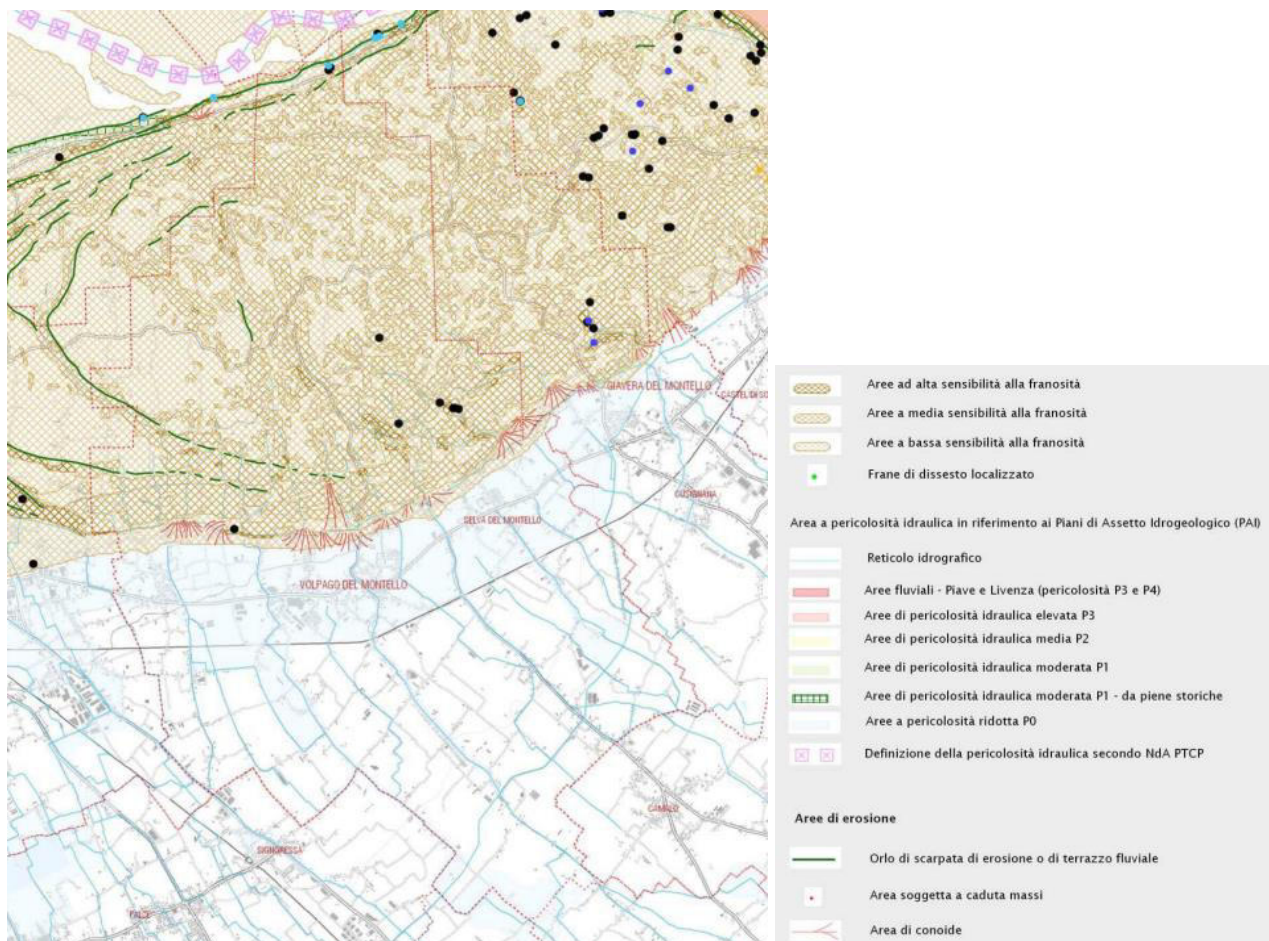 GIAVERA DEL MONTELLO
CUSIGNANA
SELVA DEL MONTELLO
VOLPAGO DEL MONTELLO
CAMALO
SIGNORESSA
FALZE'
Aree ad alta sensibilità alla franosità
Aree a media sensibilità alla franosità
Aree a bassa sensibilità alla franosità
Frane di dissesto localizzato
Area a pericolosità idraulica in riferimento ai Piani di Assetto Idrogeologico (PAI)
Reticolo idrografico
Aree fluviali - Piave e Livenza (pericolosità P3 e P4)
Aree di pericolosità idraulica elevata P3
Aree di pericolosità idraulica media P2
Aree di pericolosità idraulica moderata P1
Aree di pericolosità idraulica moderata P1 - da piene storiche
Aree a pericolosità ridotta P0
Definizione della pericolosità idraulica secondo NdA PTCP
Aree di erosione
Orlo di scarpata di erosione o di terrazzo fluviale
Area soggetta a caduta massi
Area di conoide